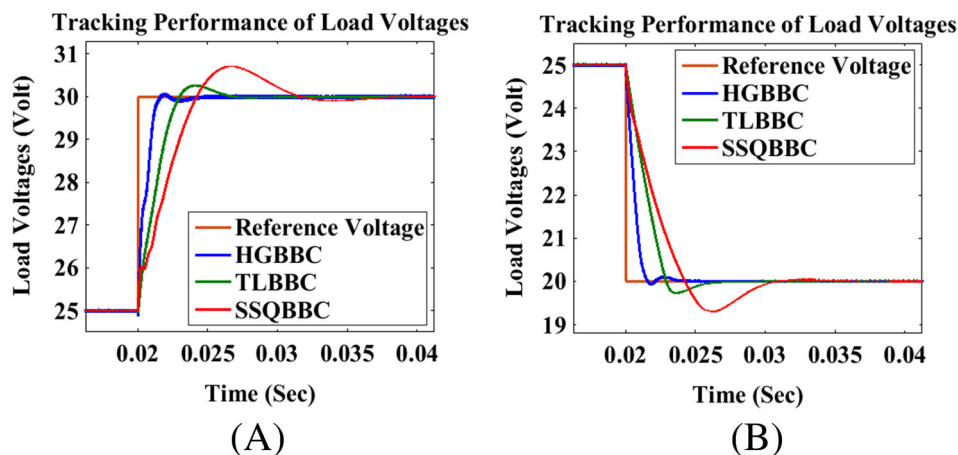 Tracking Performance of Load Voltages
Load Voltages (Volt)
31
30
29
28
27
26
25
Reference Voltage
HGBBC
TLBBC
SSQBBC
0.02 0.025 0.03 0.035 0.04
Time (Sec)
(A)
Tracking Performance of Load Voltages
Load Voltages (Volt)
25
24
23
22
21
20
19
Reference Voltage
HGBBC
TLBBC
SSQBBC
0.02 0.025 0.03 0.035 0.04
Time (Sec)
(B)